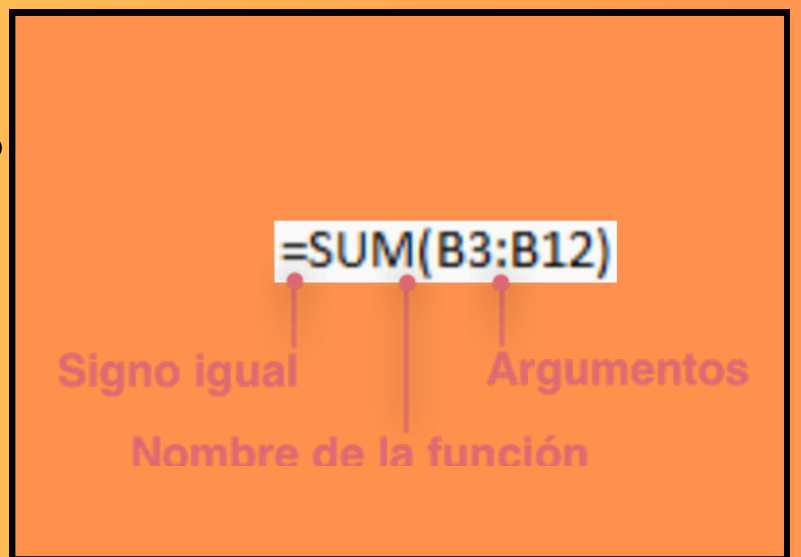 =SUM(B3:B12)
Signo igual
Argumentos
Nombre de la función